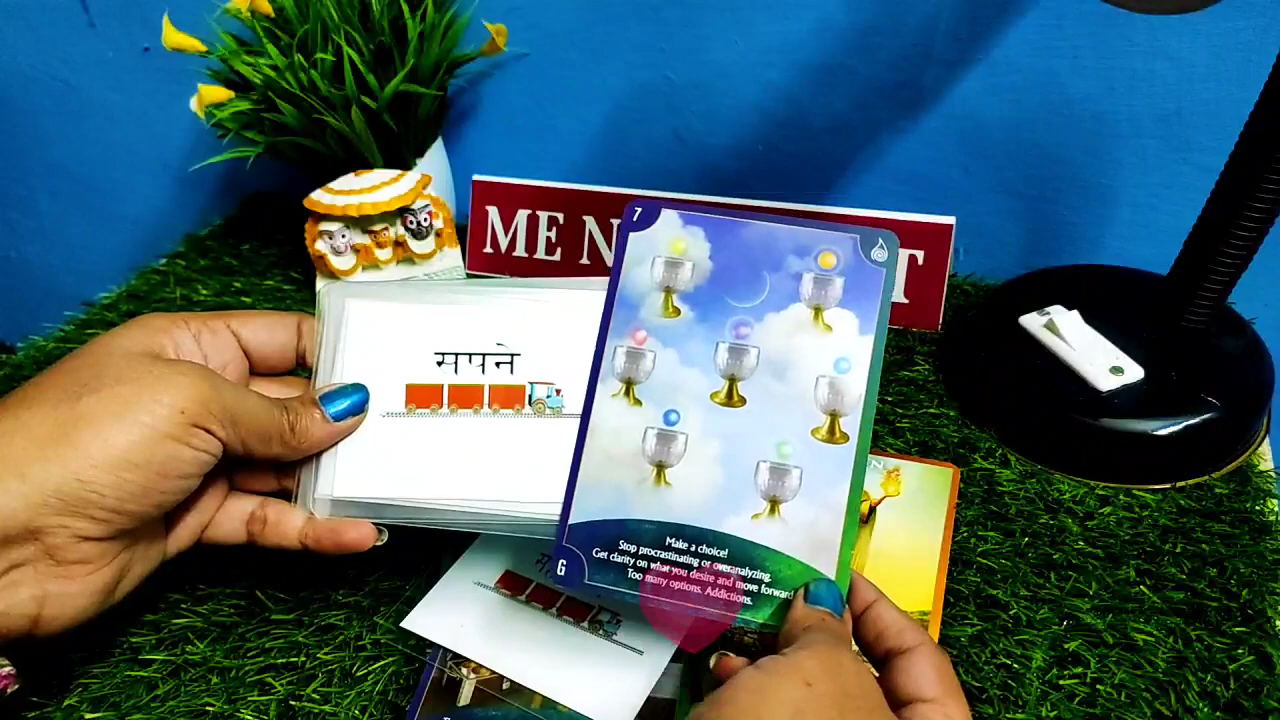 ME N
T
7
सपने
Make a choice!
Stop procrastinating or overanalyzing.
Get clarity on what you desire and move forward
Too many options. Addictions.
G
N